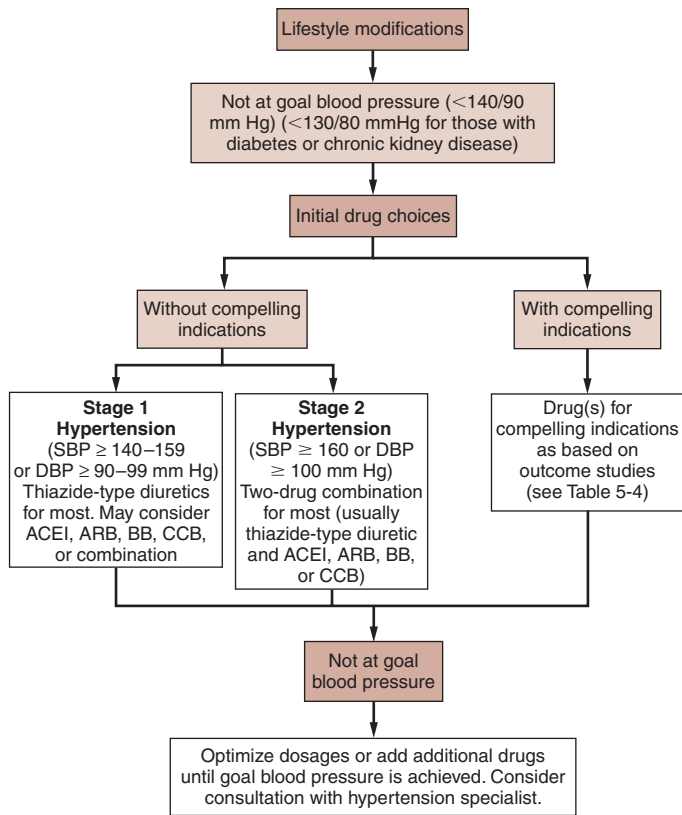 Lifestyle modifications
Not at goal blood pressure (<140/90
mm Hg) (<130/80 mmHg for those with
diabetes or chronic kidney disease)
Initial drug choices
Without compelling
indications
With compelling
indications
Stage 1
Hypertension
(SBP ≥ 140–159
or DBP ≥ 90–99 mm Hg)
Thiazide-type diuretics
for most. May consider
ACEI, ARB, BB, CCB,
or combination
Stage 2
Hypertension
(SBP ≥ 160 or DBP
≥ 100 mm Hg)
Two-drug combination
for most (usually
thiazide-type diuretic
and ACEI, ARB, BB,
or CCB)
Drug(s) for
compelling indications
as based on
outcome studies
(see Table 5-4)
Not at goal
blood pressure
Optimize dosages or add additional drugs
until goal blood pressure is achieved. Consider
consultation with hypertension specialist.